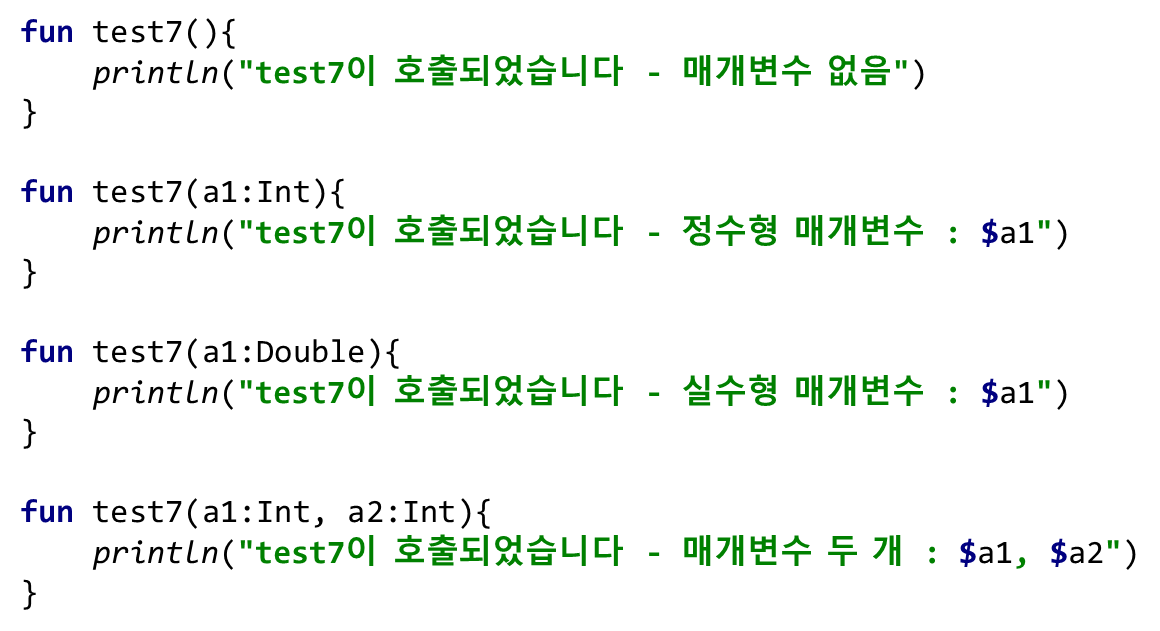 fun test7(){
    println("test7이 호출되었습니다 - 매개변수 없음")
}

fun test7(a1:Int){
    println("test7이 호출되었습니다 - 정수형 매개변수 : $a1")
}

fun test7(a1:Double){
    println("test7이 호출되었습니다 - 실수형 매개변수 : $a1")
}

fun test7(a1:Int, a2:Int){
    println("test7이 호출되었습니다 - 매개변수 두 개 : $a1, $a2")
}